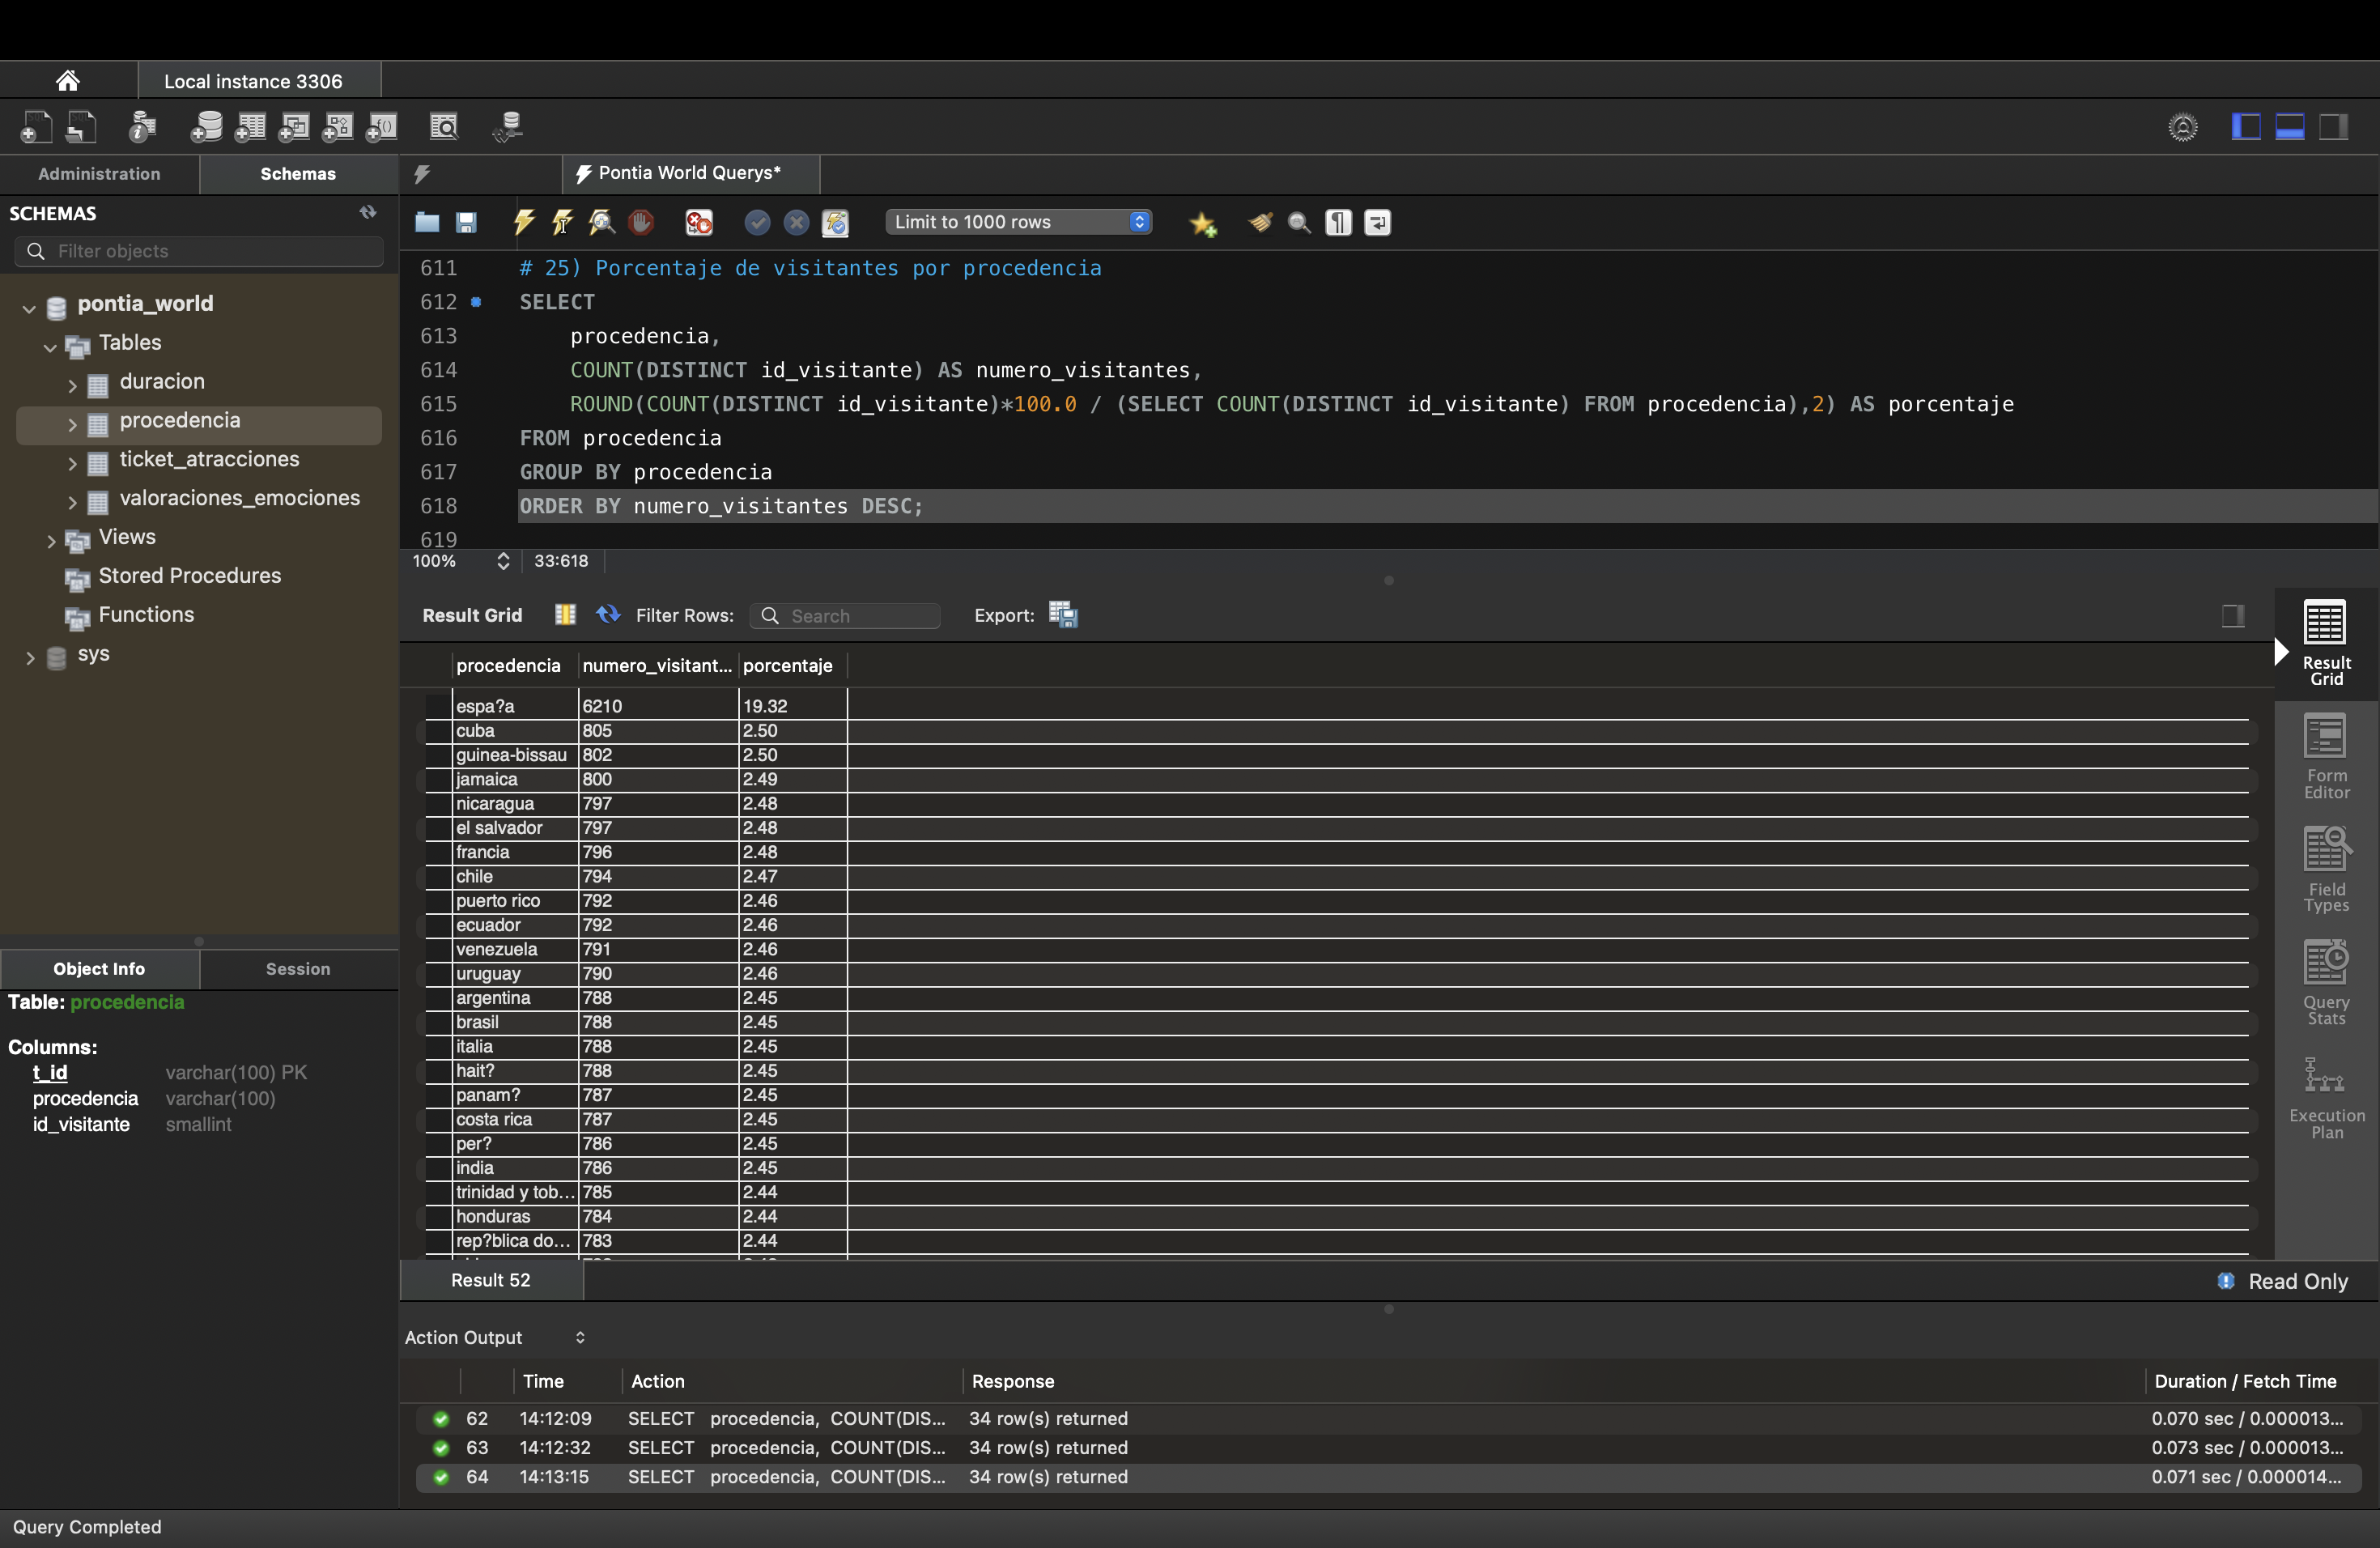 Local instance 3306
Administration
Schemas
Pontia World Querys*
SCHEMAS
Filter objects
Limit to 1000 rows
pontia_world
Tables
duracion
procedencia
ticket_atracciones
valoraciones_emociones
Views
Stored Procedures
Functions
sys
611 # 25) Porcentaje de visitantes por procedencia
612 SELECT
613 procedencia,
614 COUNT(DISTINCT id_visitante) AS numero_visitantes,
615 ROUND(COUNT(DISTINCT id_visitante)*100.0 / (SELECT COUNT(DISTINCT id_visitante) FROM procedencia),2) AS porcentaje
616 FROM procedencia
617 GROUP BY procedencia
618 ORDER BY numero_visitantes DESC;
619
100% 33:618
Result Grid Filter Rows: Search Export:
procedencia numero_visitant... porcentaje
espa?a 6210 19.32
cuba 805 2.50
guinea-bissau 802 2.50
jamaica 800 2.49
nicaragua 797 2.48
el salvador 797 2.48
francia 796 2.48
chile 794 2.47
puerto rico 792 2.46
ecuador 792 2.46
venezuela 791 2.46
uruguay 790 2.46
argentina 788 2.45
brasil 788 2.45
italia 788 2.45
hait? 788 2.45
panam? 787 2.45
costa rica 787 2.45
per? 786 2.45
india 786 2.45
trinidad y tob... 785 2.44
honduras 784 2.44
rep?blica do... 783 2.44
Result
Grid
Form
Editor
Field
Types
Query
Stats
Execution
Plan
Object Info
Session
Table: procedencia
Columns:
t_id varchar(100) PK
procedencia varchar(100)
id_visitante smallint
Result 52
Read Only
Action Output
Time Action Response Duration / Fetch Time
62 14:12:09 SELECT procedencia, COUNT(DIS... 34 row(s) returned 0.070 sec / 0.000013...
63 14:12:32 SELECT procedencia, COUNT(DIS... 34 row(s) returned 0.073 sec / 0.000013...
64 14:13:15 SELECT procedencia, COUNT(DIS... 34 row(s) returned 0.071 sec / 0.000014...
Query Completed